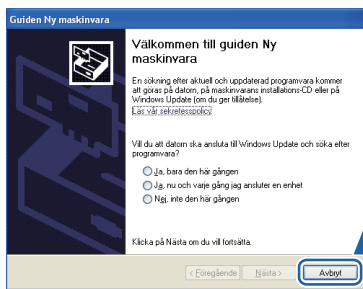 Guiden Ny maskinvara
Välkommen till guiden Ny
maskinvara
En sökning efter aktuell och uppdaterad programvara kommer
att göras på datorn, på maskinvarans installations-CD eller på
Windows Update (om du ger tillåtelse).
Läs vår sekretesspolicy
Vill du att datorn ska ansluta till Windows Update och söka efter
programvara?
Ja, bara den här gången
Ja, nu och varje gång jag ansluter en enhet
Nej, inte den här gången
Klicka på Nästa om du vill fortsätta.
< Föregående Nästa > Avbryt